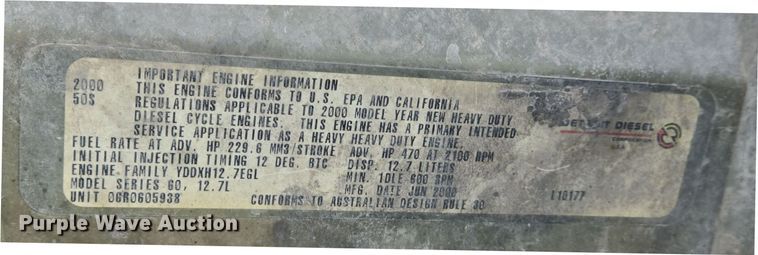 IMPORTANT ENGINE INFORMATION
2000 THIS ENGINE CONFORMS TO U.S. EPA AND CALIFORNIA
50S REGULATIONS APPLICABLE TO 2000 MODEL YEAR NEW HEAVY DUTY
DIESEL CYCLE ENGINES. THIS ENGINE HAS A PRIMARY INTENDED
SERVICE APPLICATION AS A HEAVY HEAVY DUTY ENGINE.
FUEL RATE AT ADV. HP 229.6 MM3/STROKE ADV. HP 470 AT 2100 RPM
INITIAL INJECTION TIMING 12 DEG. BTC DISP. 12.7 LITERS
ENGINE FAMILY YDDXH12.7EGL MIN. IDLE 600 RPM
MODEL SERIES 60, 12.7L MFG. DATE JUN 2000
UNIT 06R0605938 CONFORMS TO AUSTRALIAN DESIGN RULE 30
DETROIT DIESEL
CORPORATION
USA
L10177
Purple Wave Auction